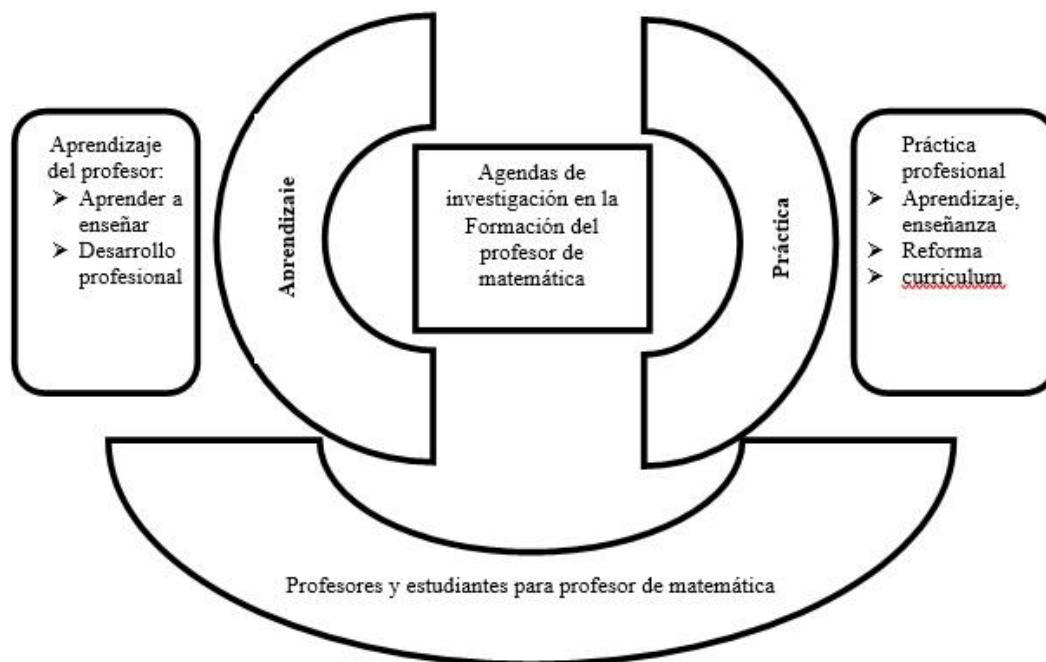 Aprendizaje
del profesor:
➤ Aprender a
enseñar
➤ Desarrollo
profesional
Aprendizaje
Agendas de
investigación en la
Formación del
profesor de
matemática
Práctica
Práctica
profesional
➤ Aprendizaje,
enseñanza
➤ Reforma
➤ curriculum
Profesores y estudiantes para profesor de matemática